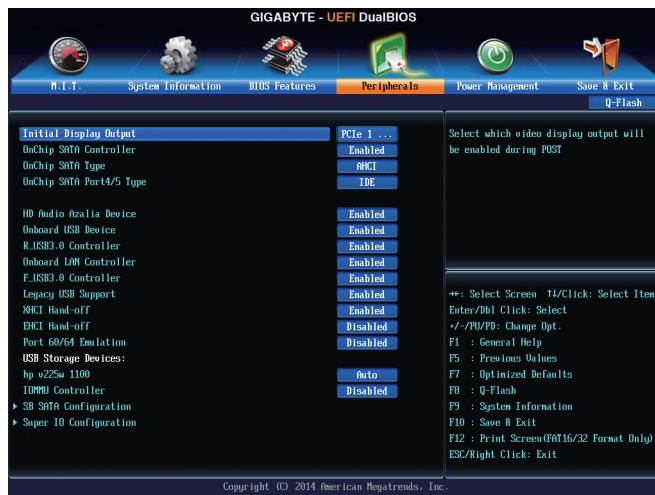 GIGABYTE - UEFI DualBIOS
M.I.T. System Information BIOS Features Peripherals Power Management Save & Exit
Q-Flash
Initial Display Output PCIe 1 ...
OnChip SATA Controller Enabled
OnChip SATA Type AHCI
OnChip SATA Port4/5 Type IDE
HD Audio Azalia Device Enabled
Onboard USB Device Enabled
R_USB3.0 Controller Enabled
Onboard LAN Controller Enabled
F_USB3.0 Controller Enabled
Legacy USB Support Enabled
XHCI Hand-off Enabled
EHCI Hand-off Disabled
Port 60/64 Emulation Disabled
USB Storage Devices:
hp v225w 1100 Auto
IOMMU Controller Disabled
SB SATA Configuration
Super IO Configuration
Select which video display output will
be enabled during POST
→←: Select Screen ↑↓/Click: Select Item
Enter/Dbl Click: Select
+/-/PU/PD: Change Opt.
F1 : General Help
F5 : Previous Values
F7 : Optimized Defaults
F8 : Q-Flash
F9 : System Information
F10 : Save & Exit
F12 : Print Screen(FAT16/32 Format Only)
ESC/Right Click: Exit
Copyright (C) 2014 American Megatrends, Inc.